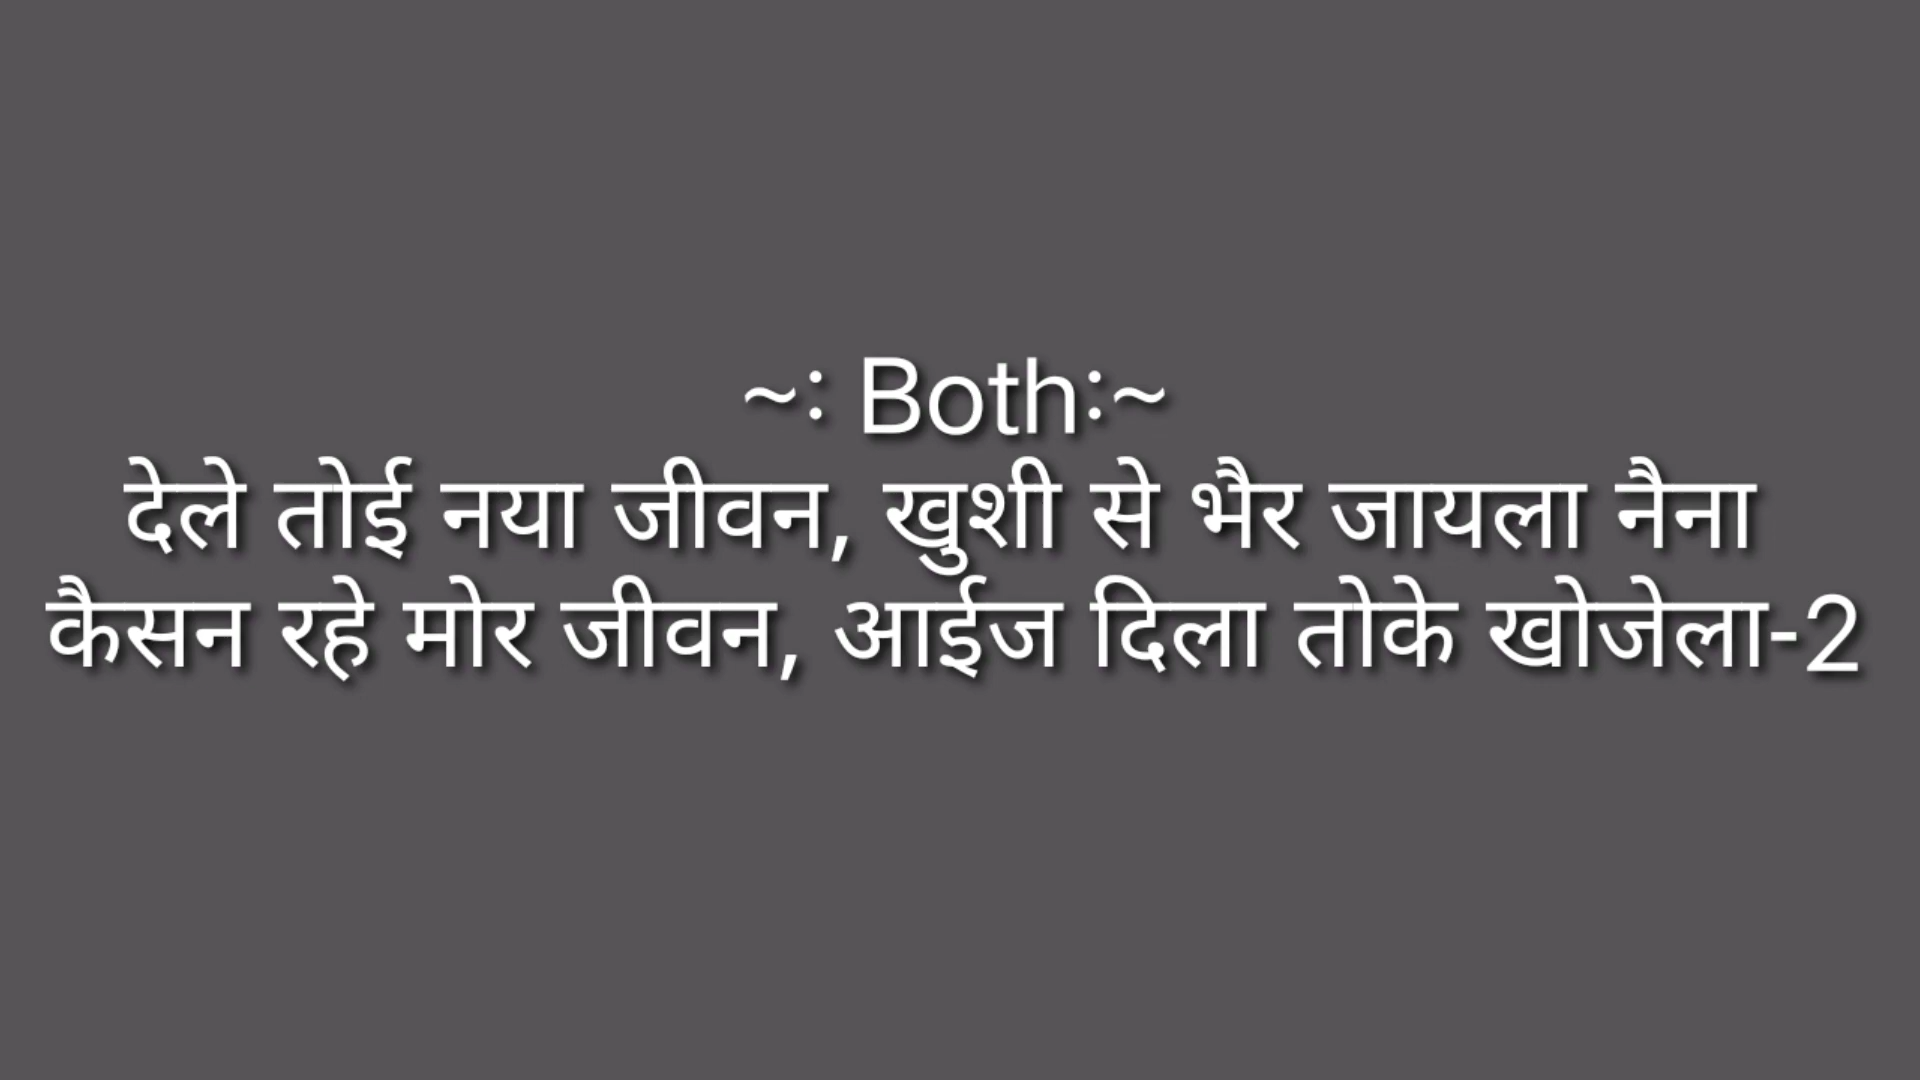 ~: Both:~
देले तोई नया जीवन, खुशी से भैर जायला नैना
कैसन रहे मोर जीवन, आईज दिला तोके खोजेला-2